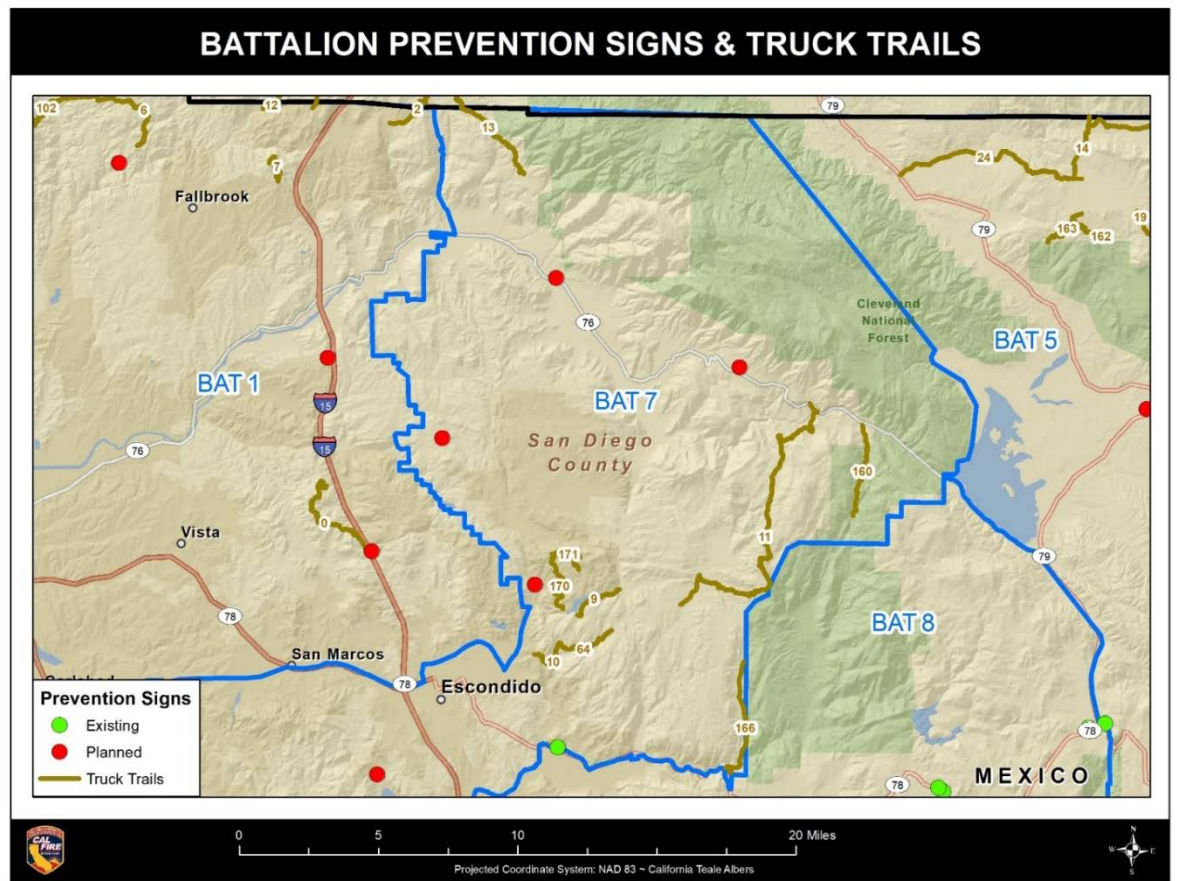 BATTALION PREVENTION SIGNS & TRUCK TRAILS
102
6
12
2
13
79
14
24
7
Fallbrook
79
163
162
19
76
Cleveland
National
Forest
BAT 5
BAT 1
BAT 7
15
San Diego
County
15
76
160
0
Vista
11
171
79
170
9
78
BAT 8
64
San Marcos
10
78
Escondido
166
78
MEXICO
78
Prevention Signs
Existing
Planned
Truck Trails
CAL
FIRE
0
5
10
20 Miles
Projected Coordinate System: NAD 83 ~ California Teale Albers
N
W
E
S